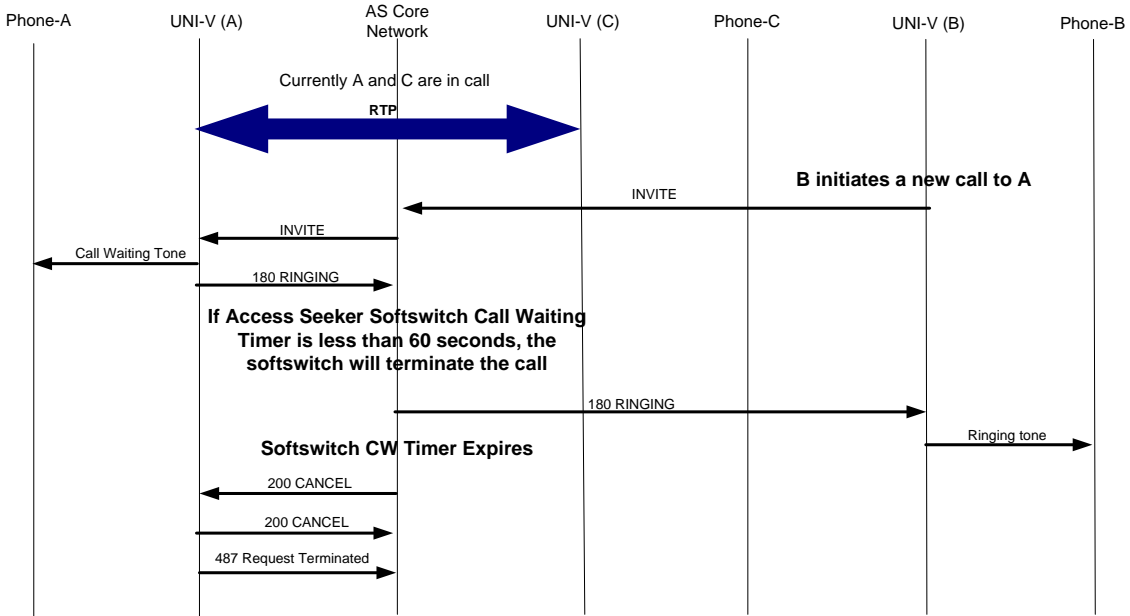 Phone-A
UNI-V (A)
AS Core
Network
UNI-V (C)
Phone-C
UNI-V (B)
Phone-B
Currently A and C are in call
RTP
B initiates a new call to A
INVITE
INVITE
Call Waiting Tone
180 RINGING
If Access Seeker Softswitch Call Waiting
Timer is less than 60 seconds, the
softswitch will terminate the call
180 RINGING
Ringing tone
Softswitch CW Timer Expires
200 CANCEL
200 CANCEL
487 Request Terminated